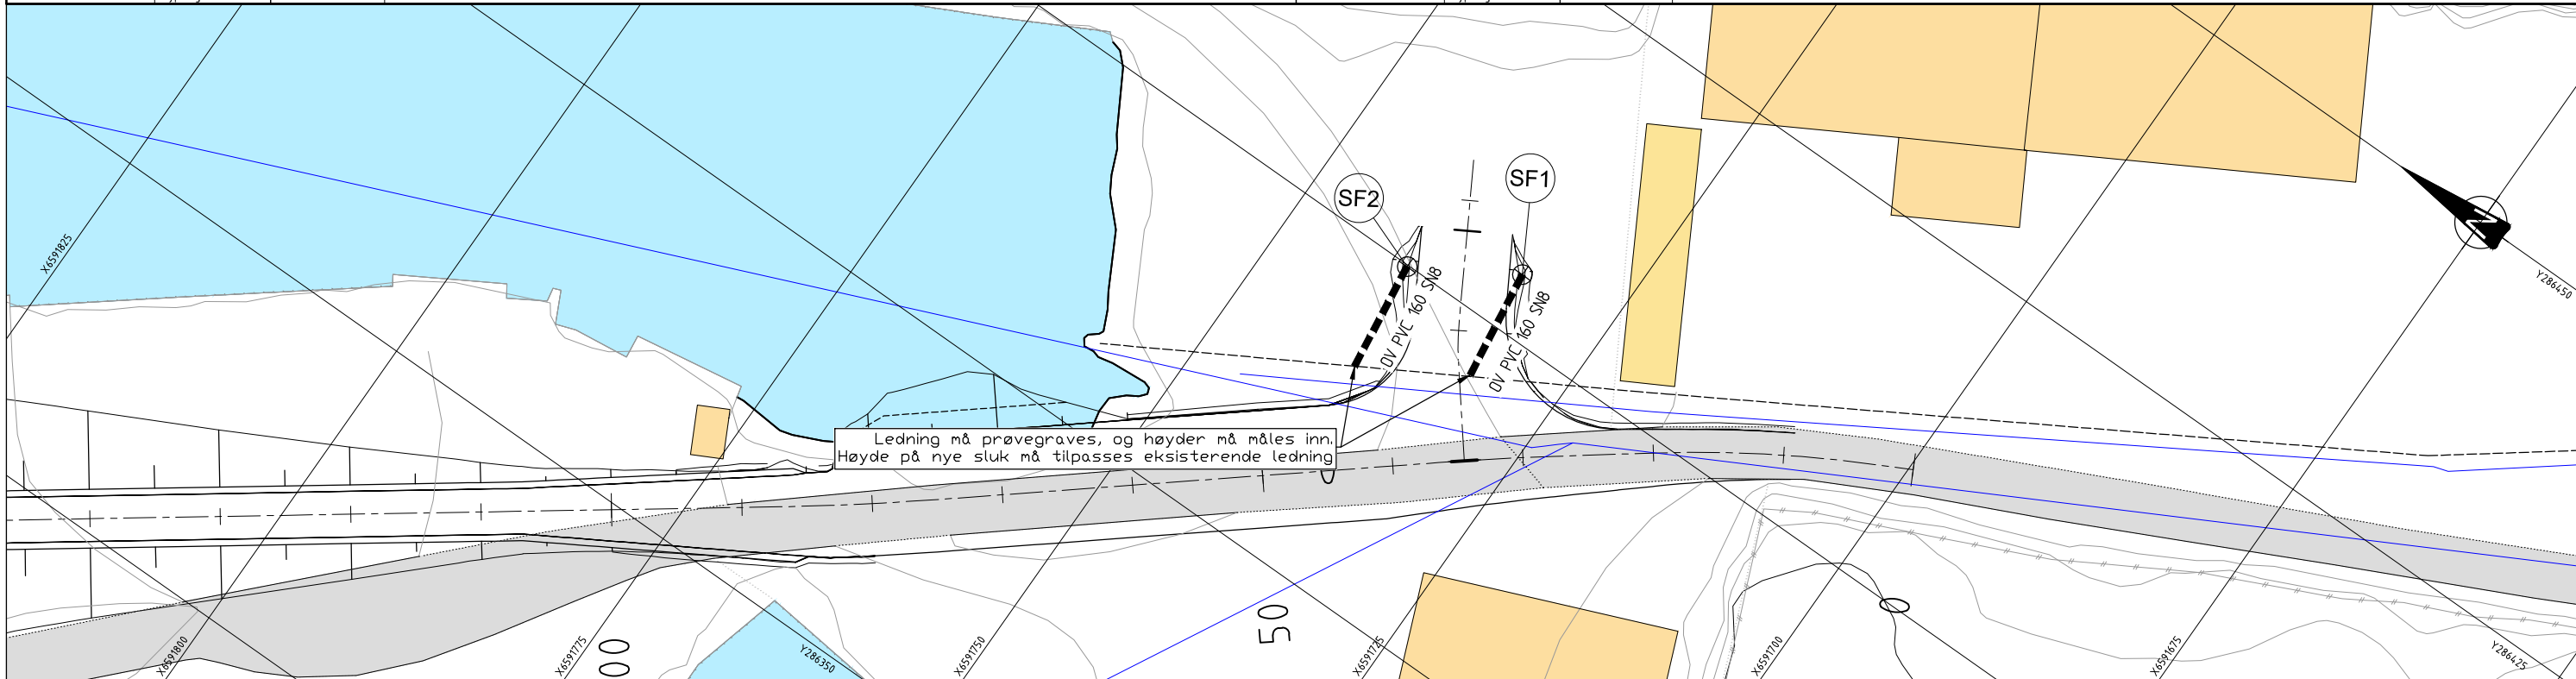 SF2
SF1
OV PVC 160 SN8
OV PVC 160 SN8
N
Ledning må prøvegraves, og høyder må måles inn.
Høyde på nye sluk må tilpasses eksisterende ledning
X6591825
X6591800
X6591775
X6591750
X6591725
X6591700
X6591675
Y286450
Y286350
Y286425
00
50
0